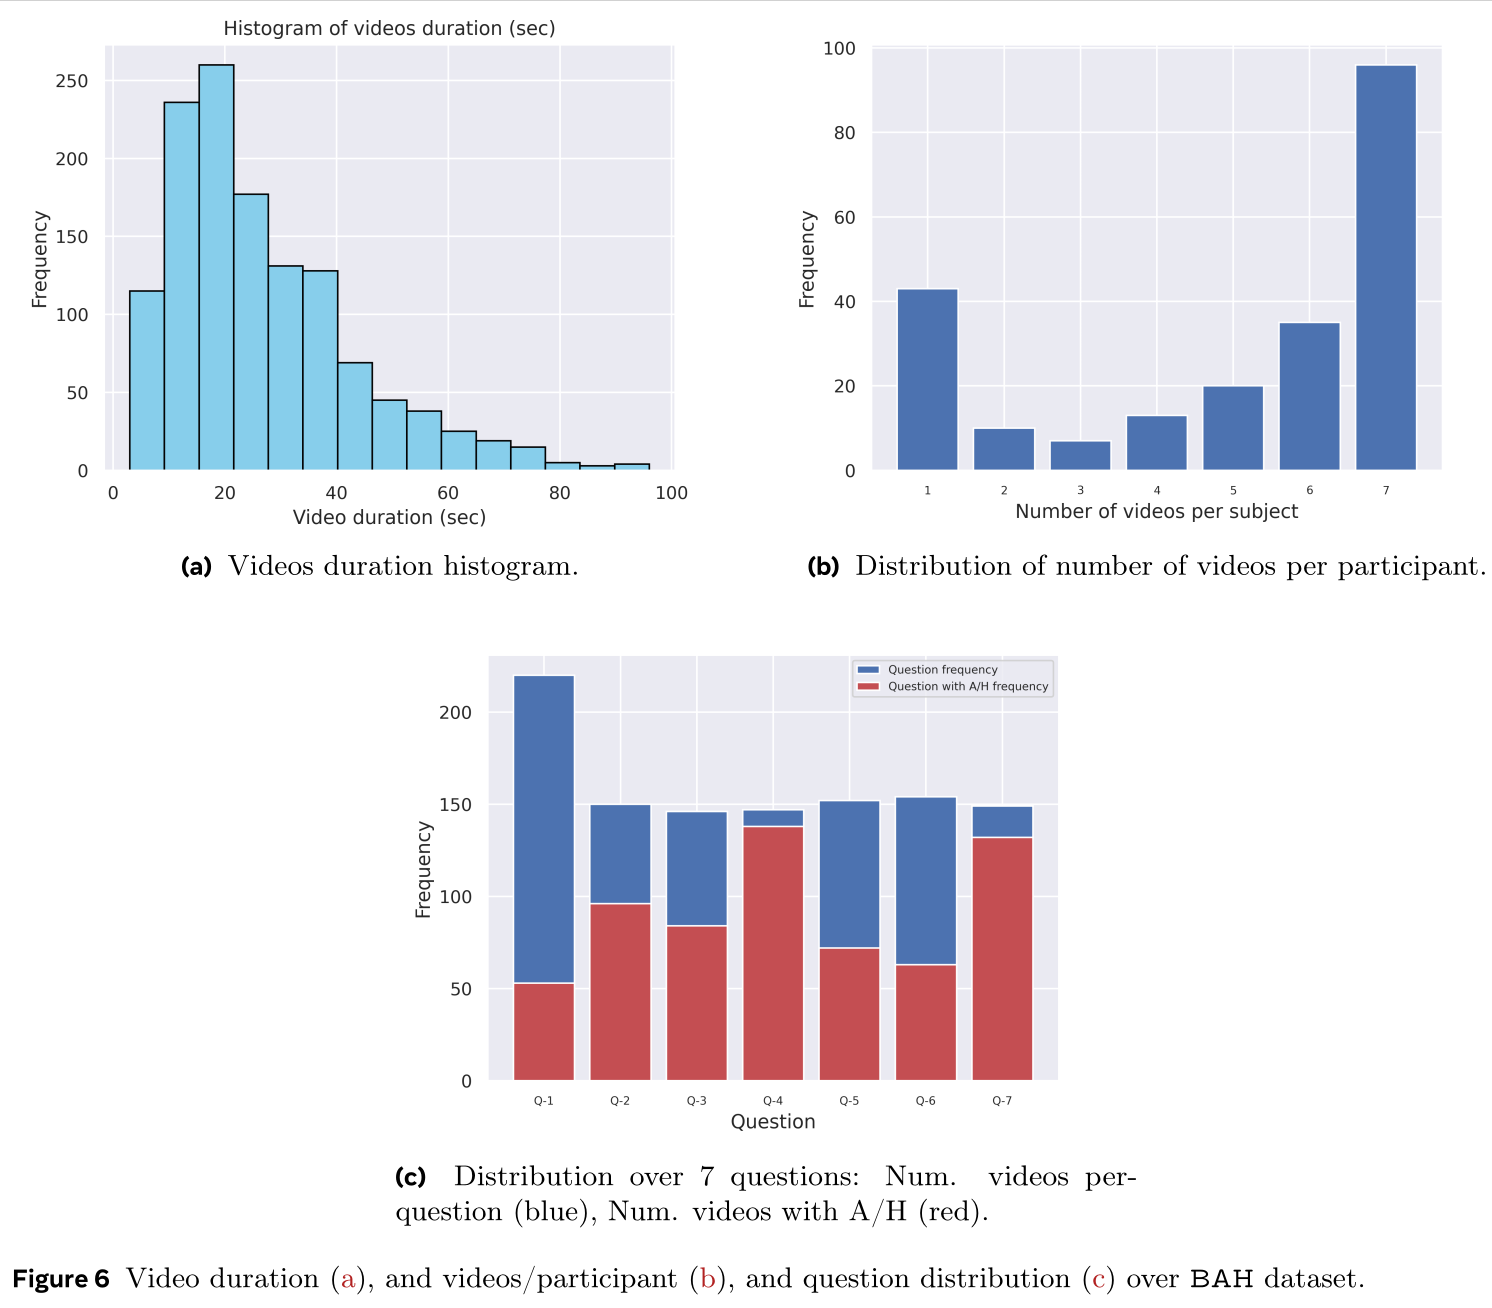 Histogram of videos duration (sec)
250
200
150
100
50
0
Frequency
0 20 40 60 80 100
Video duration (sec)
(a) Videos duration histogram.
100
80
60
40
20
0
Frequency
1 2 3 4 5 6 7
Number of videos per subject
(b) Distribution of number of videos per participant.
Question frequency
Question with A/H frequency
200
150
100
50
0
Frequency
Q-1 Q-2 Q-3 Q-4 Q-5 Q-6 Q-7
Question
(c) Distribution over 7 questions: Num. videos per-
question (blue), Num. videos with A/H (red).
Figure 6 Video duration (a), and videos/participant (b), and question distribution (c) over BAH dataset.